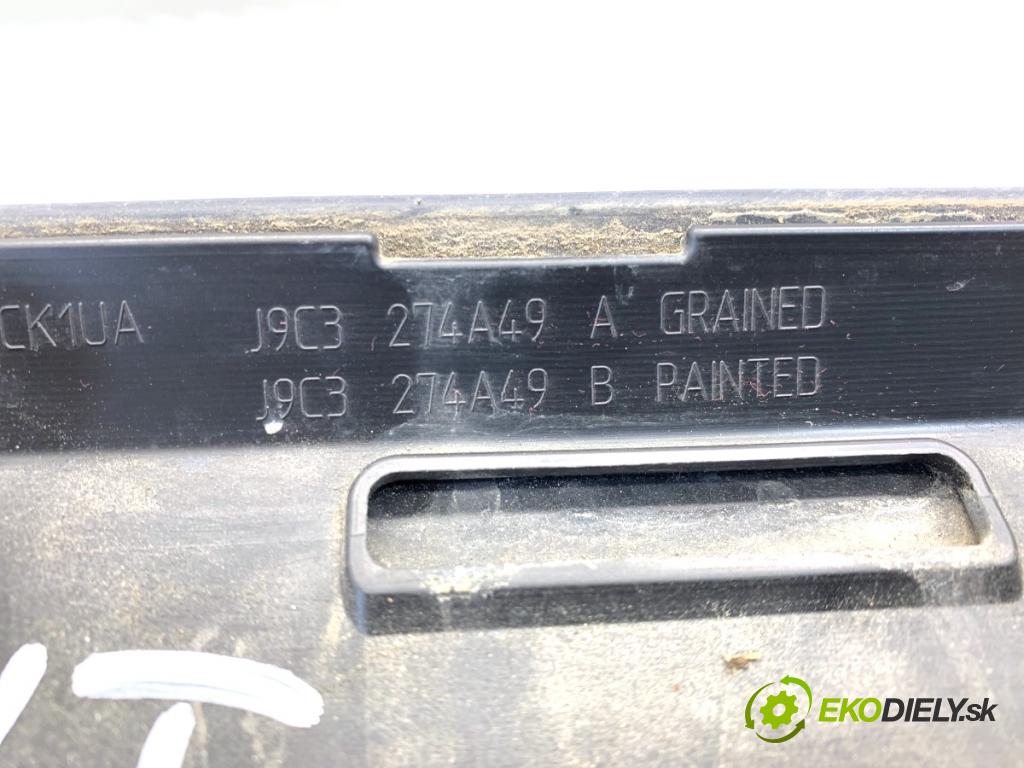 CK1UA J9C3 274A49 A GRAINED
J9C3 274A49 B PAINTED
T
EKODIELY.sk